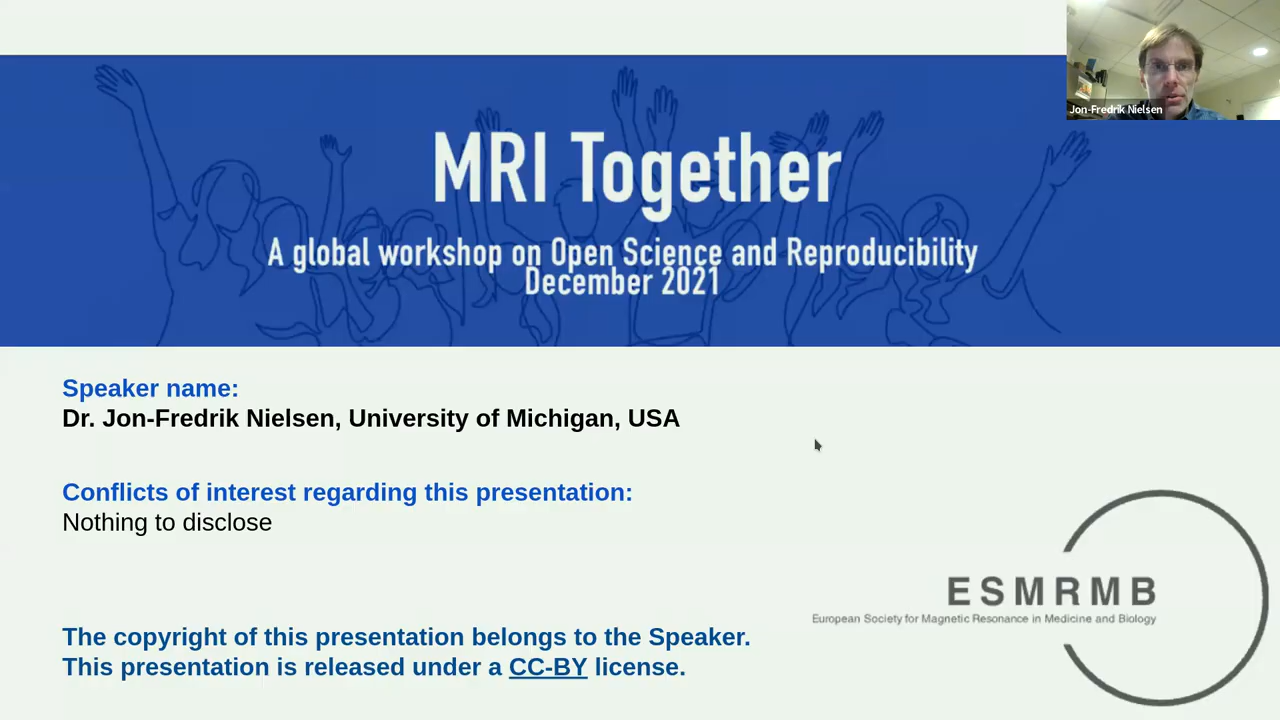 Jon-Fredrik Nielsen
MRI Together
A global workshop on Open Science and Reproducibility
December 2021
Speaker name:
Dr. Jon-Fredrik Nielsen, University of Michigan, USA
Conflicts of interest regarding this presentation:
Nothing to disclose
ESMRMB
European Society for Magnetic Resonance in Medicine and Biology
The copyright of this presentation belongs to the Speaker.
This presentation is released under a CC-BY license.